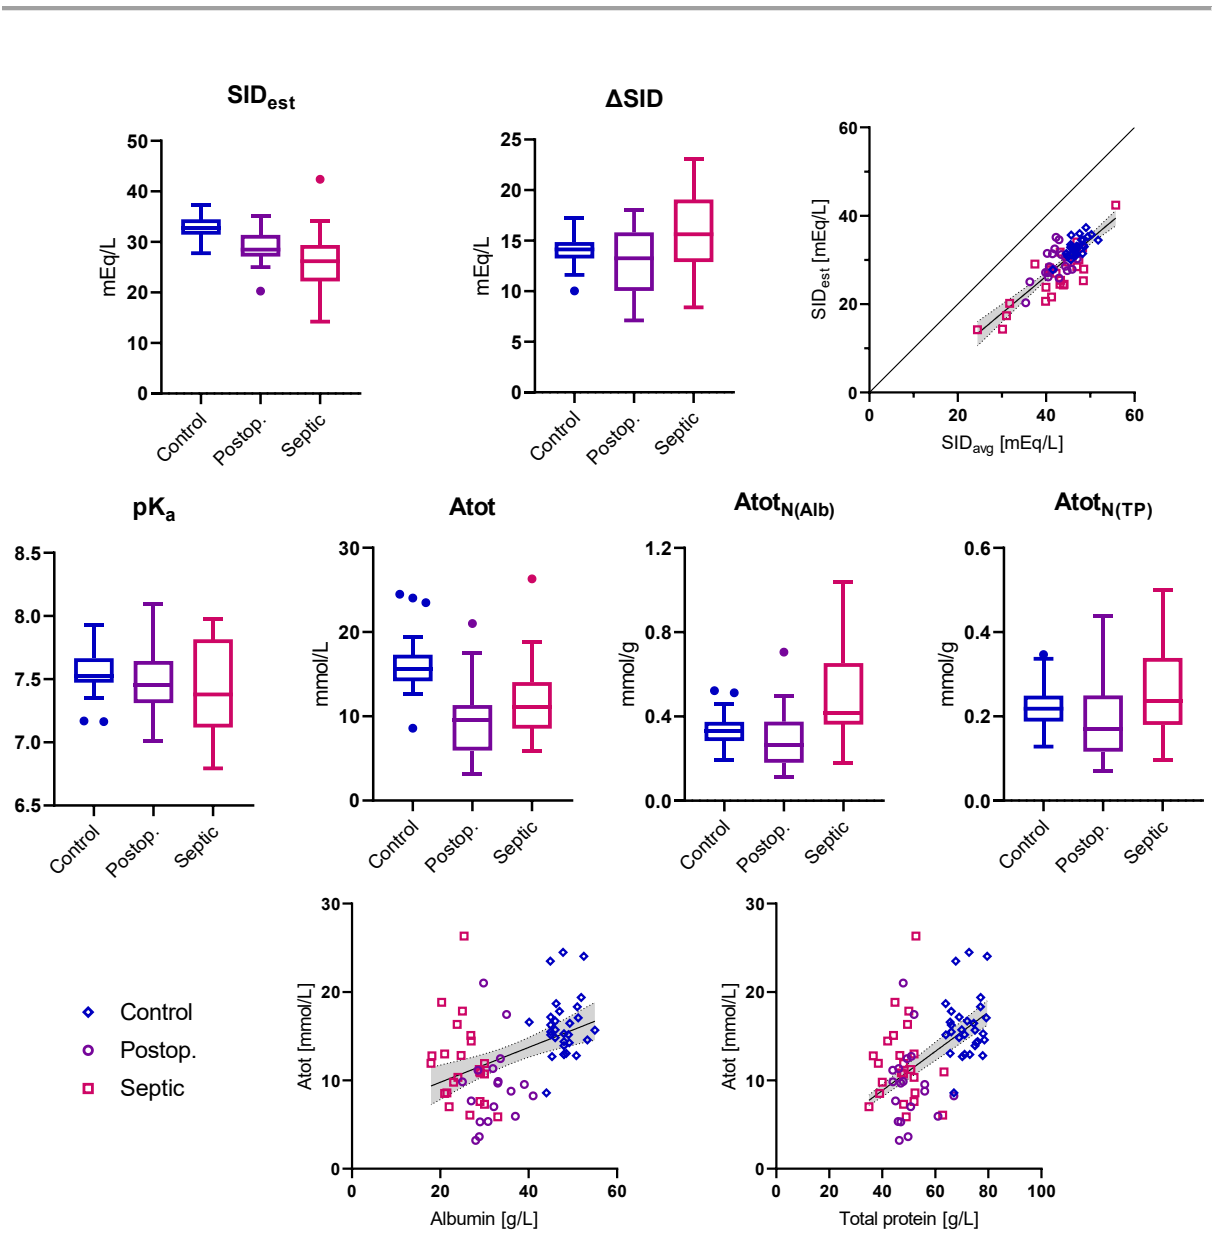 SIDest
ΔSID
mEq/L
50
40
30
20
10
0
Control
Postop.
Septic
mEq/L
25
20
15
10
5
0
Control
Postop.
Septic
SIDest [mEq/L]
60
40
20
0
0
20
40
60
SIDavg [mEq/L]
pKa
8.5
8.0
7.5
7.0
6.5
Control
Postop.
Septic
Atot
mmol/L
30
20
10
0
Control
Postop.
Septic
AtotN(Alb)
mmol/g
1.2
0.8
0.4
0.0
Control
Postop.
Septic
AtotN(TP)
mmol/g
0.6
0.4
0.2
0.0
Control
Postop.
Septic
Control
Postop.
Septic
Atot [mmol/L]
30
20
10
0
0
20
40
60
Albumin [g/L]
Atot [mmol/L]
30
20
10
0
0
20
40
60
80
100
Total protein [g/L]